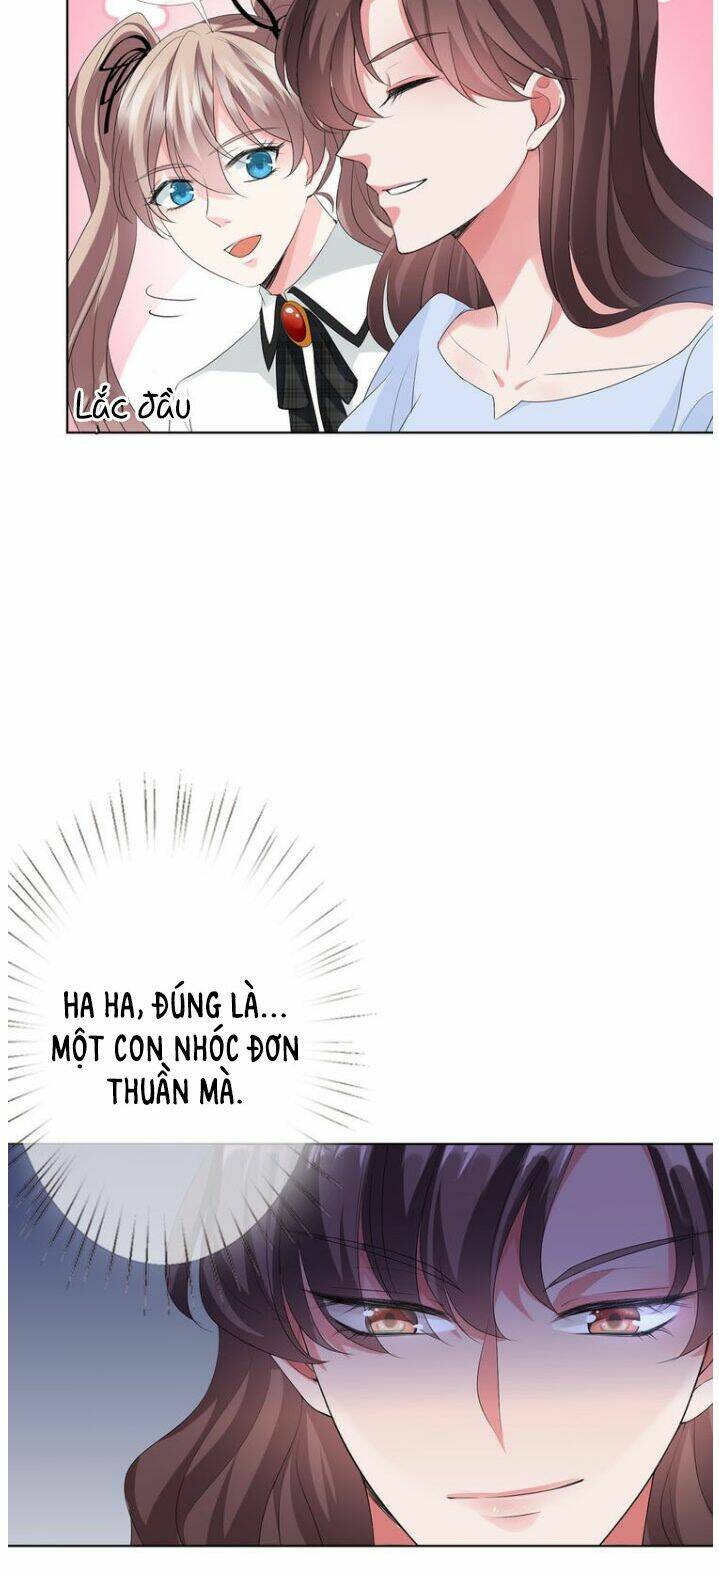 Lắc đầu
HA HA, ĐÚNG LÀ...
MỘT CON NHÓC ĐƠN
THUẦN MÀ.